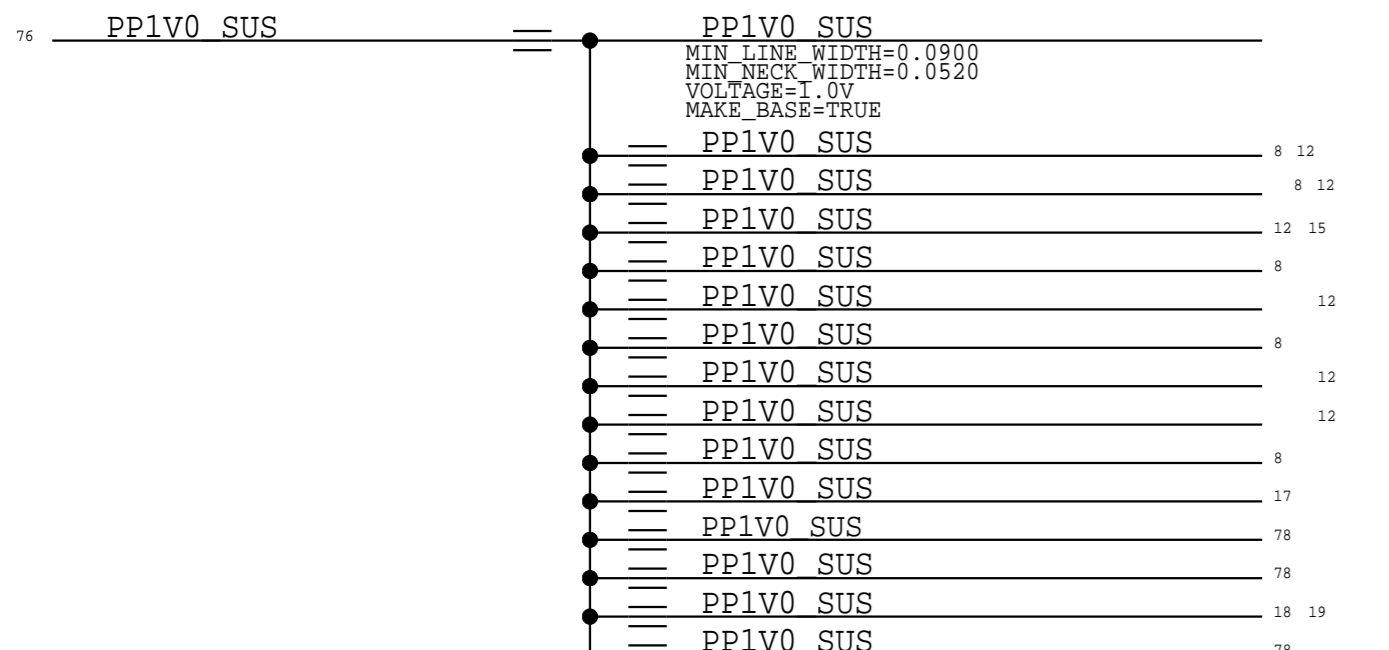 76 PP1V0_SUS PP1V0_SUS
MIN_LINE_WIDTH=0.0900
MIN_NECK_WIDTH=0.0520
VOLTAGE=1.0V
MAKE_BASE=TRUE
PP1V0_SUS 8 12
PP1V0_SUS 8 12
PP1V0_SUS 12 15
PP1V0_SUS 8
PP1V0_SUS 12
PP1V0_SUS 8
PP1V0_SUS 12
PP1V0_SUS 12
PP1V0_SUS 8
PP1V0_SUS 17
PP1V0_SUS 78
PP1V0_SUS 78
PP1V0_SUS 18 19
PP1V0_SUS 78